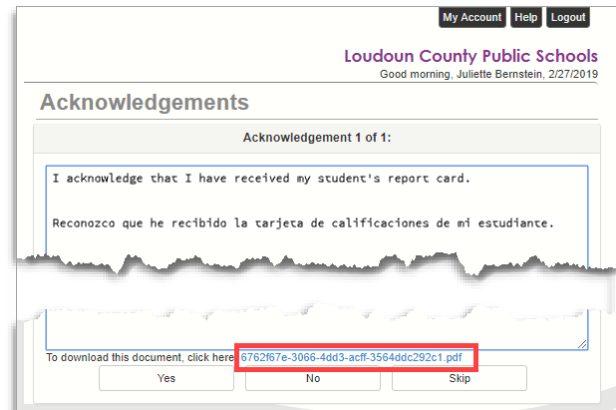 My Account Help Logout
Loudoun County Public Schools
Good morning, Juliette Bernstein, 2/27/2019
Acknowledgements
Acknowledgement 1 of 1:
I acknowledge that I have received my student's report card.
Reconozco que he recibido la tarjeta de calificaciones de mi estudiante.
To download this document, click here 6762f67e-3066-4dd3-acff-3564ddc292c1.pdf
Yes No Skip